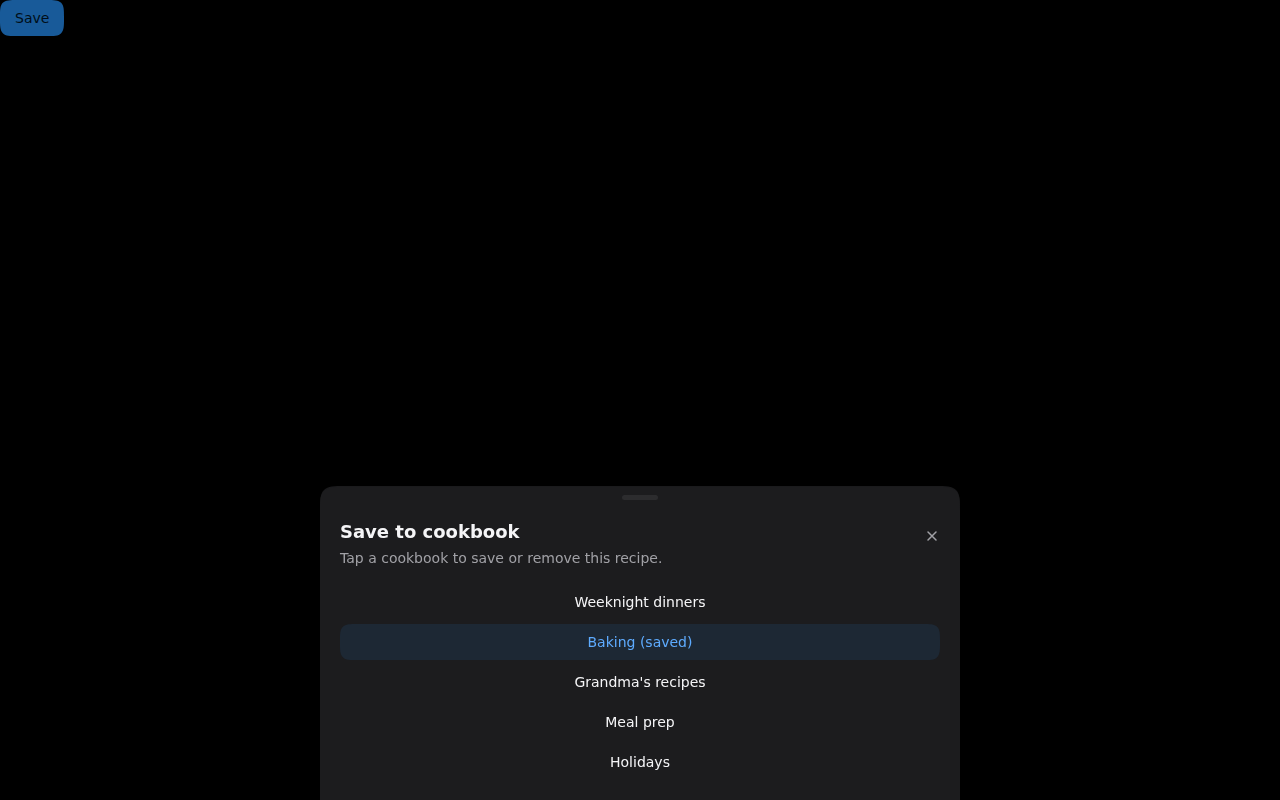 Save
Save to cookbook
Tap a cookbook to save or remove this recipe.
Weeknight dinners
Baking (saved)
Grandma's recipes
Meal prep
Holidays